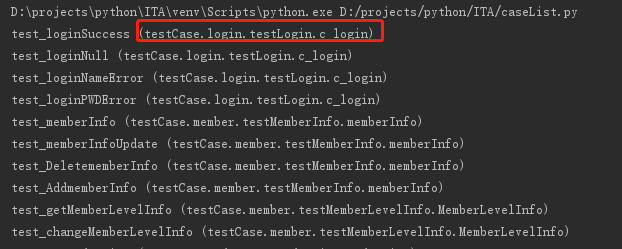 D:\projects\python\ITA\venv\Scripts\python.exe D:/projects/python/ITA/caseList.py
test_loginSuccess (testCase.login.testLogin.c_login)
test_loginNull (testCase.login.testLogin.c_login)
test_loginNameError (testCase.login.testLogin.c_login)
test_loginPWDError (testCase.login.testLogin.c_login)
test_memberInfo (testCase.member.testMemberInfo.memberInfo)
test_memberInfoUpdate (testCase.member.testMemberInfo.memberInfo)
test_DeletememberInfo (testCase.member.testMemberInfo.memberInfo)
test_AddmemberInfo (testCase.member.testMemberInfo.memberInfo)
test_getMemberLevelInfo (testCase.member.testMemberLevelInfo.MemberLevelInfo)
test_changeMemberLevelInfo (testCase.member.testMemberLevelInfo.MemberLevelInfo)